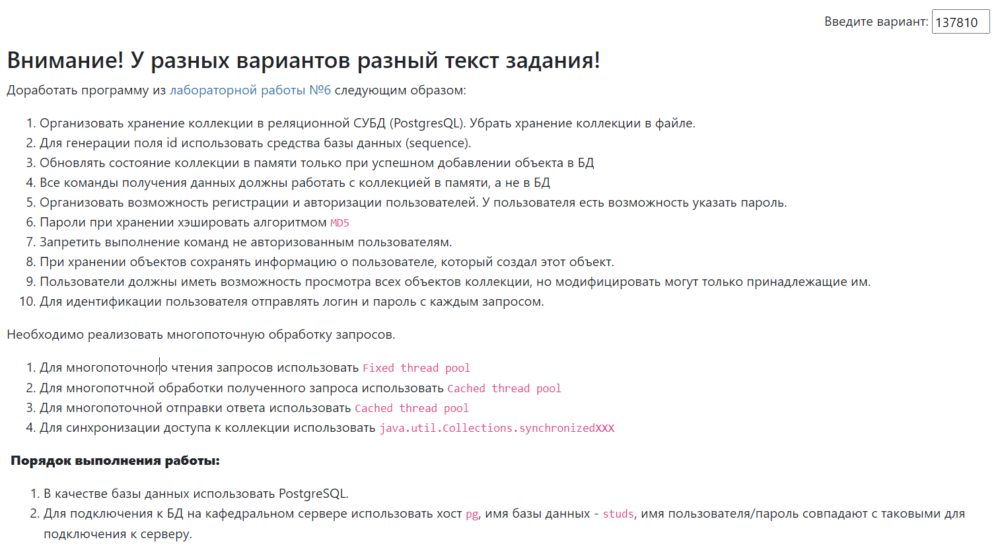 Введите вариант: 137810
Внимание! У разных вариантов разный текст задания!
Доработать программу из лабораторной работы №6 следующим образом:
1. Организовать хранение коллекции в реляционной СУБД (PostgresQL). Убрать хранение коллекции в файле.
2. Для генерации поля id использовать средства базы данных (sequence).
3. Обновлять состояние коллекции в памяти только при успешном добавлении объекта в БД
4. Все команды получения данных должны работать с коллекцией в памяти, а не в БД
5. Организовать возможность регистрации и авторизации пользователей. У пользователя есть возможность указать пароль.
6. Пароли при хранении хэшировать алгоритмом MD5
7. Запретить выполнение команд не авторизованным пользователям.
8. При хранении объектов сохранять информацию о пользователе, который создал этот объект.
9. Пользователи должны иметь возможность просмотра всех объектов коллекции, но модифицировать могут только принадлежащие им.
10. Для идентификации пользователя отправлять логин и пароль с каждым запросом.
Необходимо реализовать многопоточную обработку запросов.
1. Для многопоточного чтения запросов использовать Fixed thread pool
2. Для многопотчной обработки полученного запроса использовать Cached thread pool
3. Для многопоточной отправки ответа использовать Cached thread pool
4. Для синхронизации доступа к коллекции использовать java.util.Collections.synchronizedXXX
Порядок выполнения работы:
1. В качестве базы данных использовать PostgreSQL.
2. Для подключения к БД на кафедральном сервере использовать хост pg, имя базы данных - studs, имя пользователя/пароль совпадают с таковыми для
подключения к серверу.